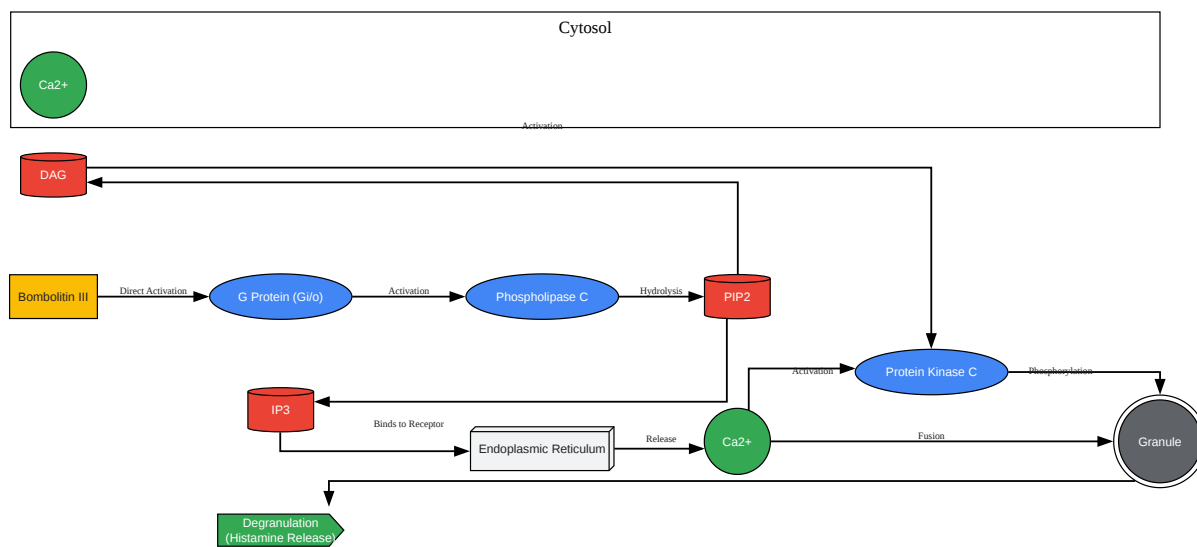 Cytosol
Ca2+
Activation
DAG
Bombolitin III
Direct Activation
G Protein (Gi/o)
Activation
Phospholipase C
Hydrolysis
PIP2
Activation
Protein Kinase C
Phosphorylation
IP3
Binds to Receptor
Endoplasmic Reticulum
Release
Ca2+
Fusion
Granule
Degranulation
(Histamine Release)